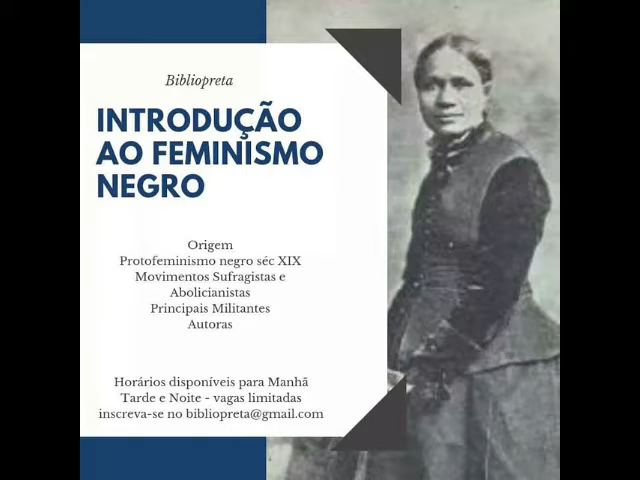 Bibliopreta
INTRODUÇÃO
AO FEMINISMO
NEGRO
Origem
Protofeminismo negro séc XIX
Movimentos Sufragistas e
Abolicianistas
Principais Militantes
Autoras
Horários disponíveis para Manhã
Tarde e Noite - vagas limitadas
inscreva-se no bibliopreta@gmail.com